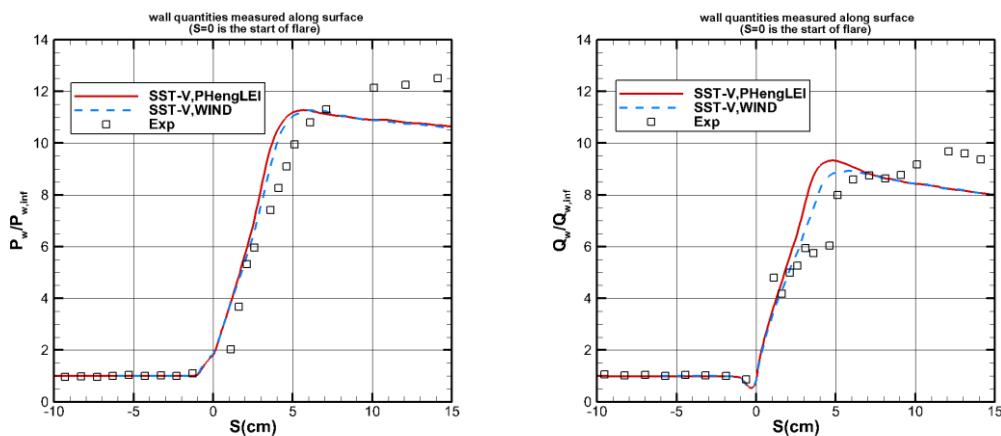 wall quantities measured along surface
(S=0 is the start of flare)
14
12
10
8
6
4
2
0
P_w/P_w,inf
SST-V,PHengLEI
SST-V,WIND
Exp
-10
-5
0
5
10
15
S(cm)
wall quantities measured along surface
(S=0 is the start of flare)
14
12
10
8
6
4
2
0
Q_w/Q_w,inf
SST-V,PHengLEI
SST-V,WIND
Exp
-10
-5
0
5
10
15
S(cm)